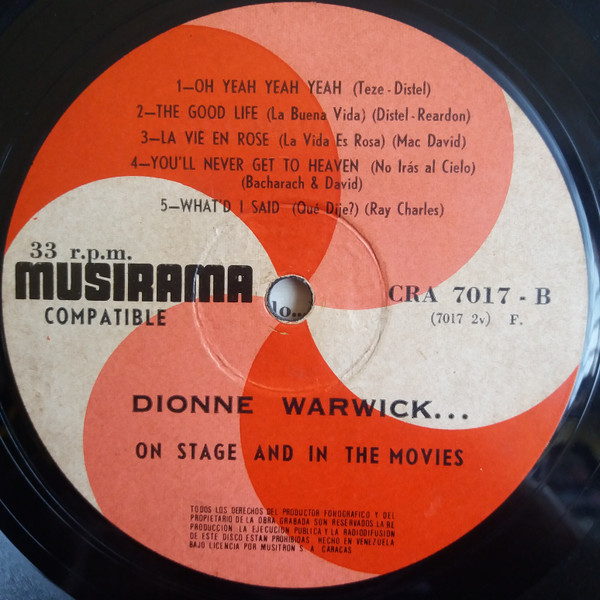 1—OH YEAH YEAH YEAH (Teze - Distel)
2—THE GOOD LIFE (La Buena Vida) (Distel - Reardon)
3—LA VIE EN ROSE (La Vida Es Rosa) (Mac David)
4—YOU'LL NEVER GET TO HEAVEN (No Irás al Cielo)
(Bacharach & David)
5—WHAT'D I SAID (Qué Dije?) (Ray Charles)
33 r.p.m.
MUSIRAMA
COMPATIBLE
lo..
CRA 7017 - B
(7017 2v) F.
DIONNE WARWICK...
ON STAGE AND IN THE MOVIES
TODOS LOS DERECHOS DEL PRODUCTOR FONOGRAFICO Y DEL
PROPIETARIO DE LA OBRA GRABADA SON RESERVADOS LA RE
PRODUCCION. LA EJECUCION PUBLICA Y LA RADIODIFUSION
DE ESTE DISCO ESTAN PROHIBIDAS. HECHO EN VENEZUELA
BAJO LICENCIA POR MUSITRON S. A. CARACAS